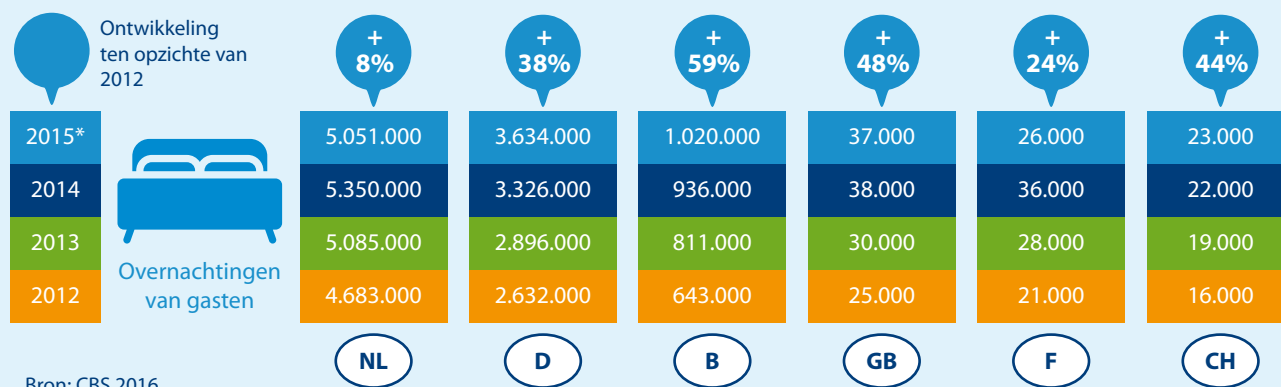 Ontwikkeling
ten opzichte van
2012
+ 8%
+ 38%
+ 59%
+ 48%
+ 24%
+ 44%
2015* 5.051.000 3.634.000 1.020.000 37.000 26.000 23.000
2014 5.350.000 3.326.000 936.000 38.000 36.000 22.000
2013 5.085.000 2.896.000 811.000 30.000 28.000 19.000
2012 4.683.000 2.632.000 643.000 25.000 21.000 16.000
Overnachtingen
van gasten
NL D B GB F CH
Bron: CBS 2016